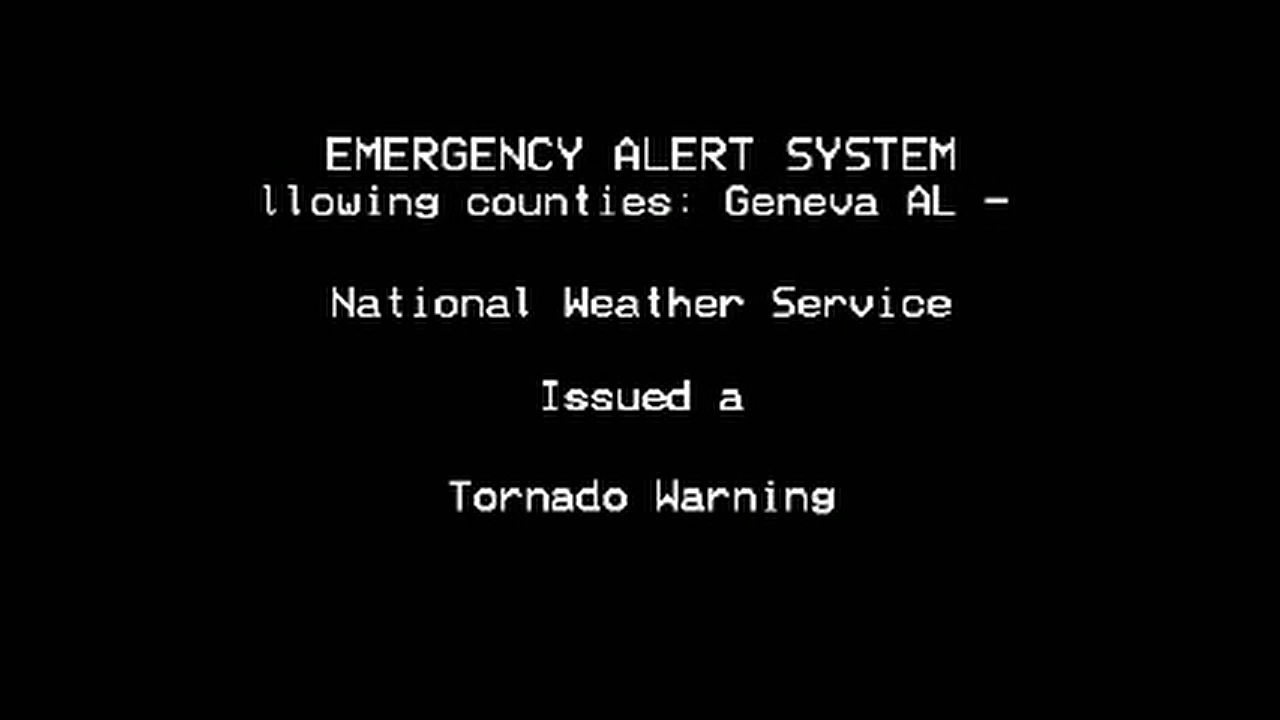 EMERGENCY ALERT SYSTEM
llowing counties: Geneva AL -
National Weather Service
Issued a
Tornado Warning